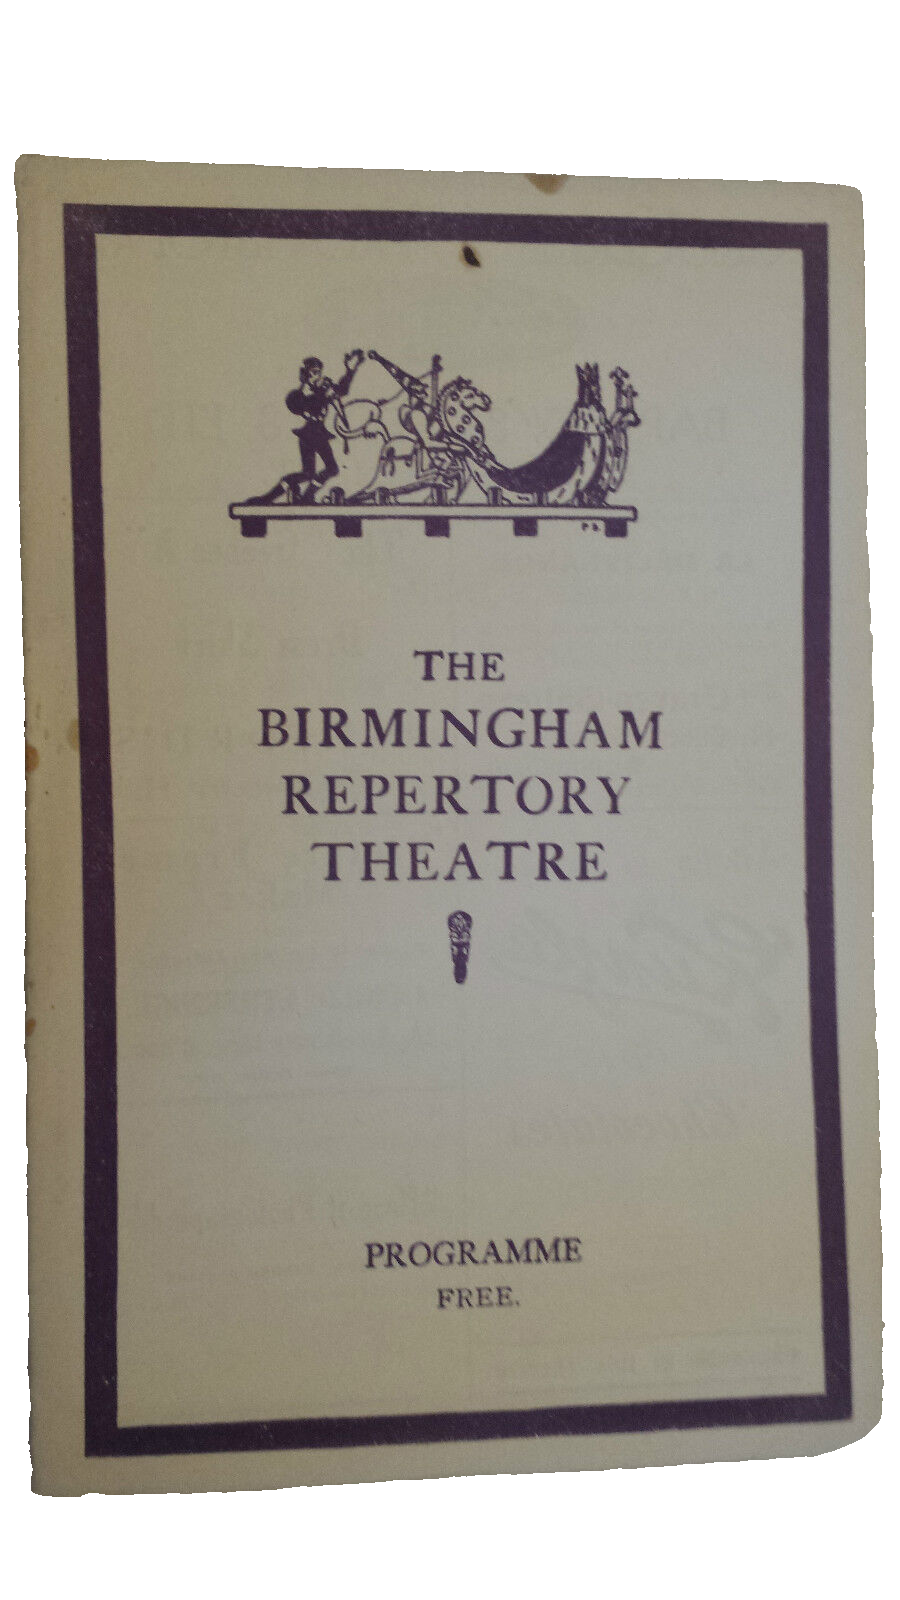 THE
BIRMINGHAM
REPERTORY
THEATRE
PROGRAMME
FREE.